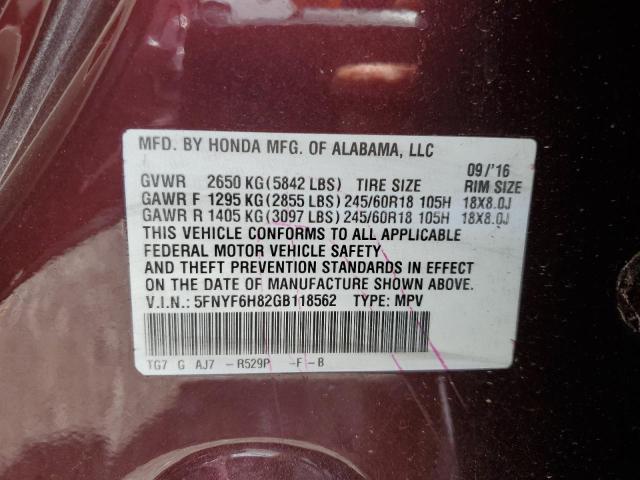 MFD. BY HONDA MFG. OF ALABAMA, LLC
09/'16
GVWR 2650 KG (5842 LBS) TIRE SIZE RIM SIZE
GAWR F 1295 KG (2855 LBS) 245/60R18 105H 18X8.0J
GAWR R 1405 KG (3097 LBS) 245/60R18 105H 18X8.0J
THIS VEHICLE CONFORMS TO ALL APPLICABLE
FEDERAL MOTOR VEHICLE SAFETY
AND THEFT PREVENTION STANDARDS IN EFFECT
ON THE DATE OF MANUFACTURE SHOWN ABOVE.
V.I.N.: 5FNYF6H82GB118562 TYPE: MPV
TG7 G AJ7 -R529P -F-B